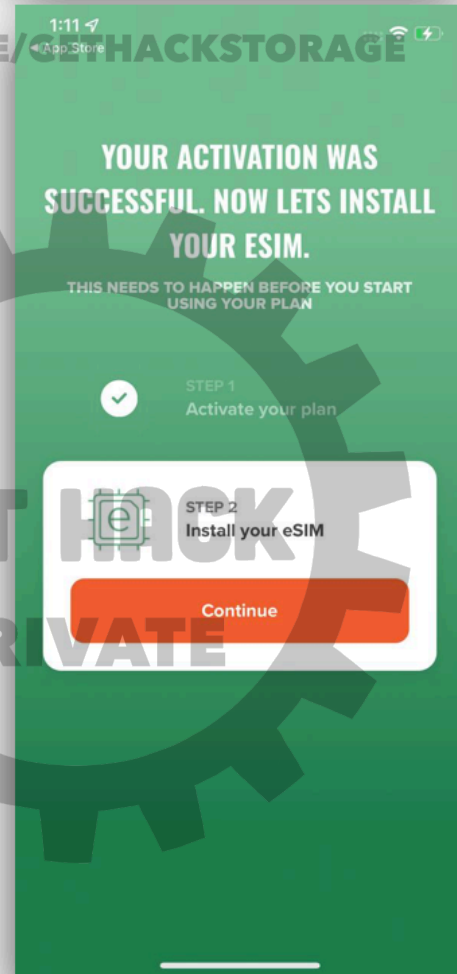 1:11
E/GETHACKSTORAGE
App Store
YOUR ACTIVATION WAS
SUCCESSFUL. NOW LETS INSTALL
YOUR ESIM.
THIS NEEDS TO HAPPEN BEFORE YOU START
USING YOUR PLAN
STEP 1
Activate your plan
T HACK
e
STEP 2
Install your eSIM
Continue
RIVATE